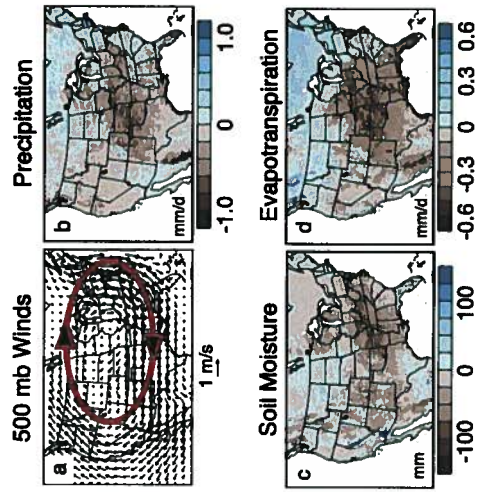 500 mb Winds
a
1 m/s
Precipitation
b
mm/d
-1.0 0 1.0
Soil Moisture
c
mm
-100 0 100
Evapotranspiration
d
mm/d
-0.6 -0.3 0 0.3 0.6